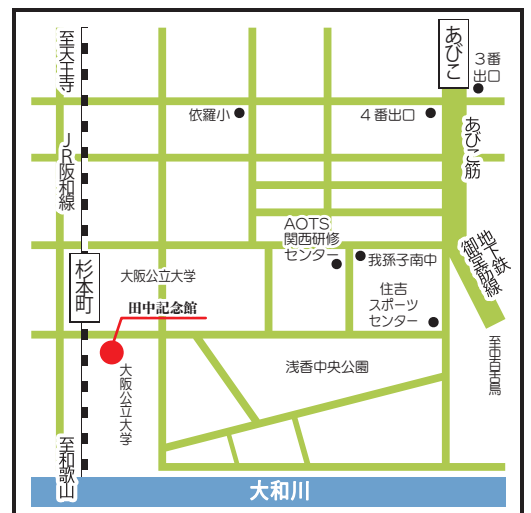 至天王寺
あびこ
3番
出口
依羅小
4番出口
あびこ筋
JR阪和線
AOTS
関西研修
センター
我孫子南中
地下鉄
御堂筋線
杉本町
大阪公立大学
住吉
スポーツ
センター
田中記念館
至中百舌鳥
大阪公立大学
浅香中央公園
至和歌山
大和川